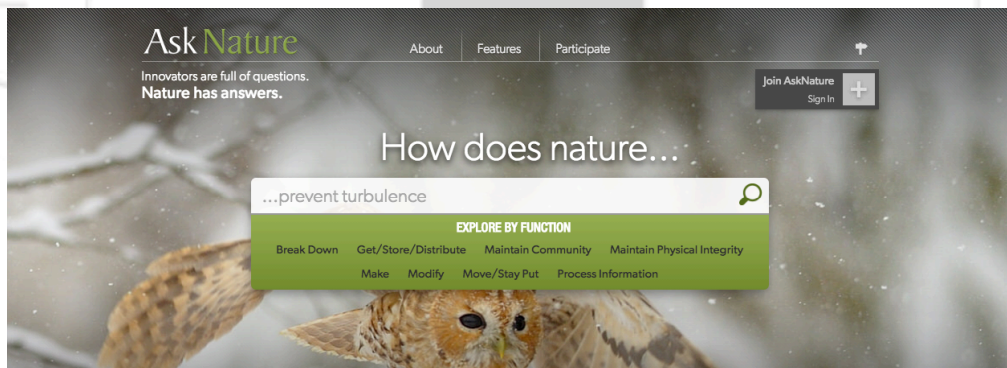 Ask Nature
About Features Participate
Innovators are full of questions.
Nature has answers.
Join AskNature
Sign In
How does nature...
...prevent turbulence
EXPLORE BY FUNCTION
Break Down Get/Store/Distribute Maintain Community Maintain Physical Integrity
Make Modify Move/Stay Put Process Information